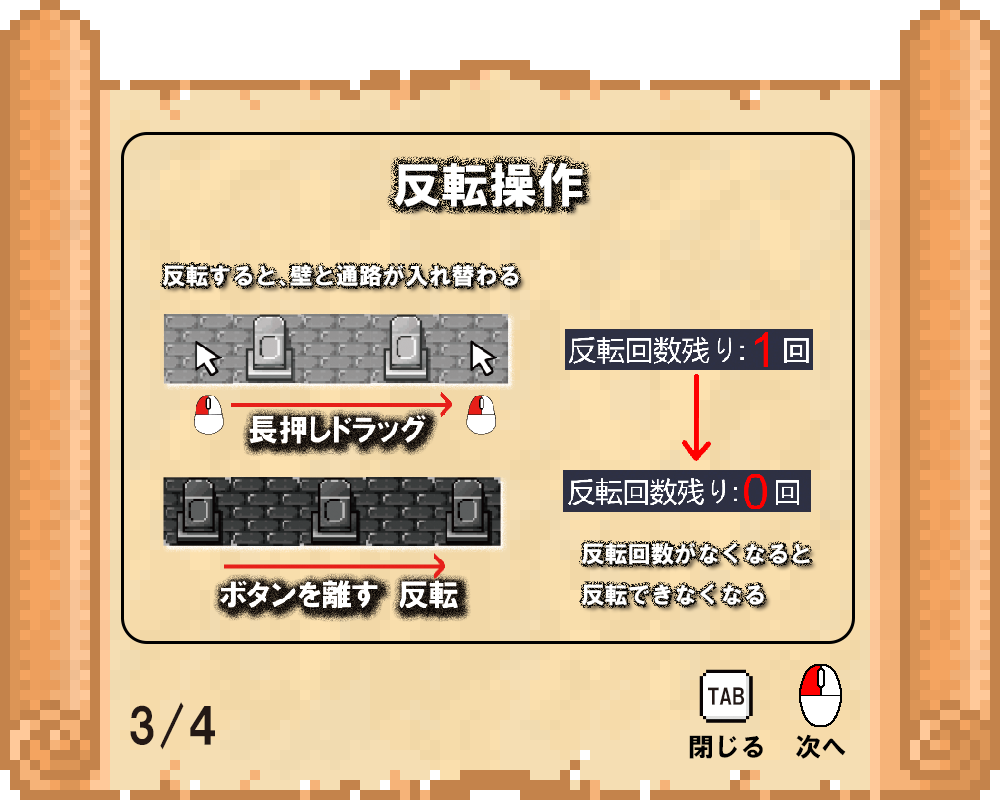 反転操作
反転すると、壁と通路が入れ替わる
長押しドラッグ
ボタンを離す 反転
反転回数残り:1回
反転回数残り:0回
反転回数がなくなると
反転できなくなる
3/4
TAB
閉じる
次へ